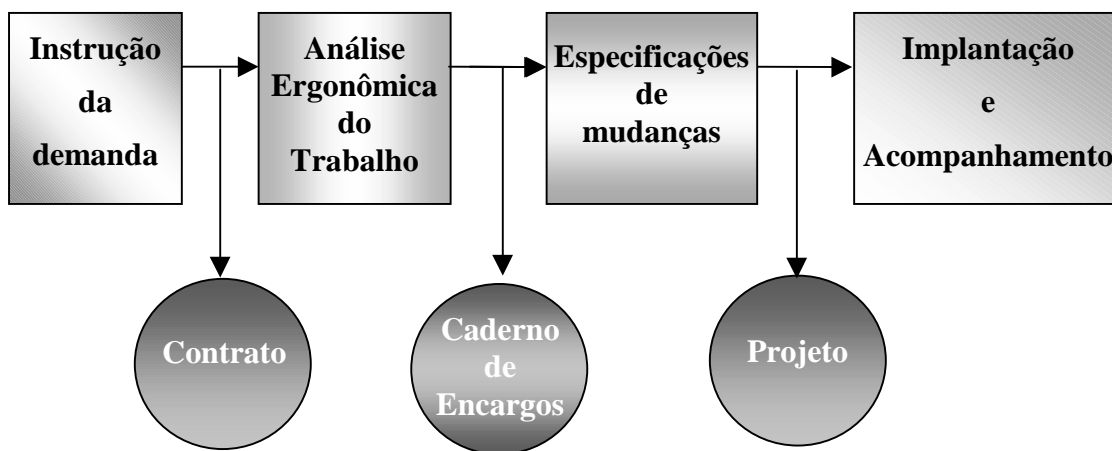 Instrução
da
demanda
Análise
Ergonômica
do
Trabalho
Especificações
de
mudanças
Implantação
e
Acompanhamento
Contrato
Caderno
de
Encargos
Projeto